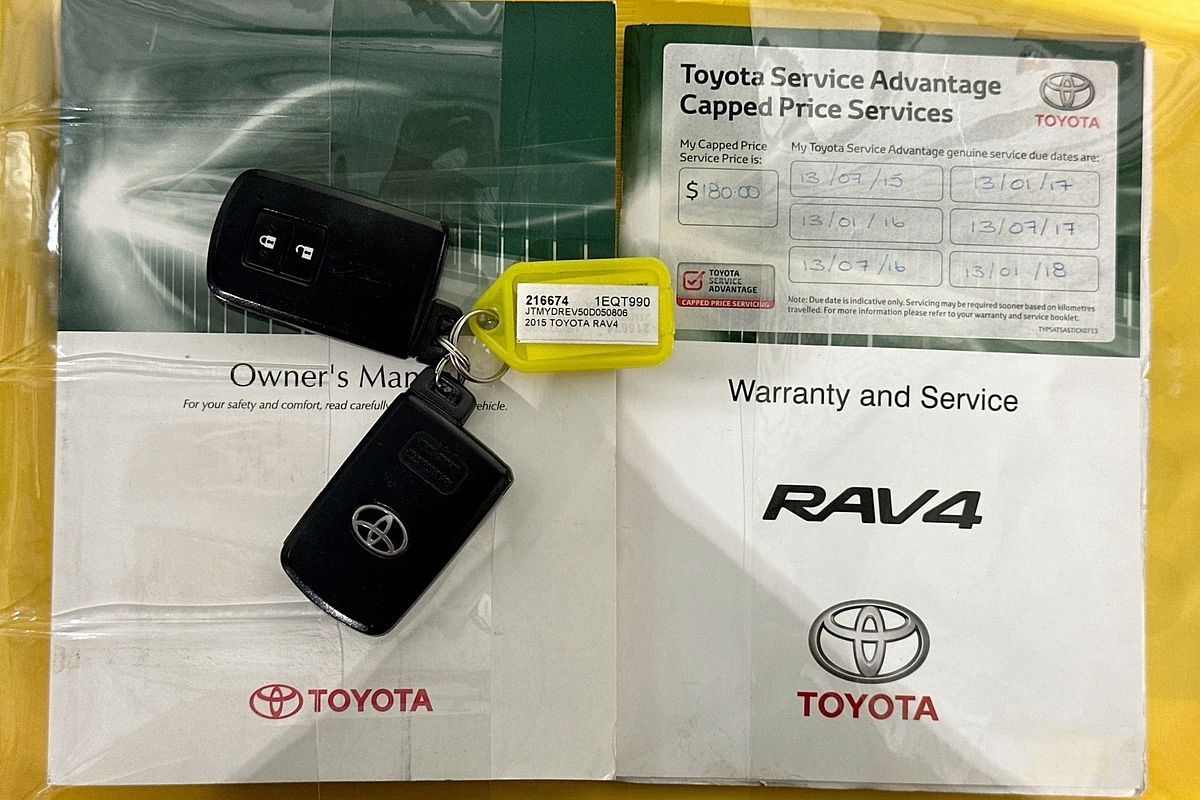 Toyota Service Advantage
Capped Price Services
TOYOTA
My Capped Price
Service Price is:
$180.00
My Toyota Service Advantage genuine service due dates are:
13/07/15
13/01/17
13/01/16
13/07/17
13/07/16
13/01/18
TOYOTA
SERVICE
ADVANTAGE
CAPPED PRICE SERVICING
Note: Due date is indicative only. Servicing may be required sooner based on kilometres
travelled. For more information please refer to your warranty and service booklet.
216674 1EQT990
JTMYDREV50D050806
2015 TOYOTA RAV4
Owner's Man
For your safety and comfort, read carefully ehicle.
Warranty and Service
RAV4
TOYOTA
TOYOTA